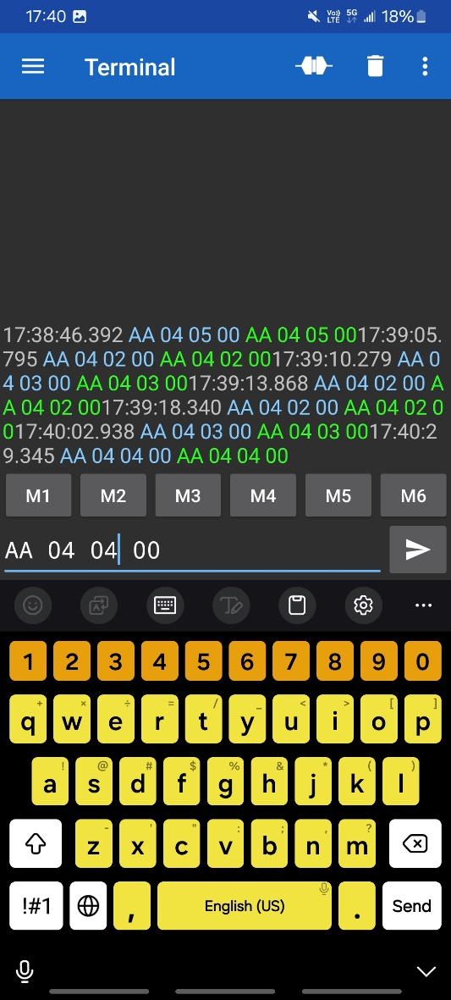 17:40 Vo)) LTE 5G 18%
Terminal
17:38:46.392 AA 04 05 00 AA 04 05 0017:39:05.
795 AA 04 02 00 AA 04 02 0017:39:10.279 AA 0
4 03 00 AA 04 03 0017:39:13.868 AA 04 02 00 A
A 04 02 0017:39:18.340 AA 04 02 00 AA 04 02 0
017:40:02.938 AA 04 03 00 AA 04 03 0017:40:2
9.345 AA 04 04 00 AA 04 04 00
M1 M2 M3 M4 M5 M6
AA 04 04 00
1 2 3 4 5 6 7 8 9 0
+ × ÷ = / _ < > [ ]
q w e r t y u i o p
! @ # $ % & * ( )
a s d f g h j k l
- ' " : ; , ?
z x c v b n m
!#1 , English (US) . Send